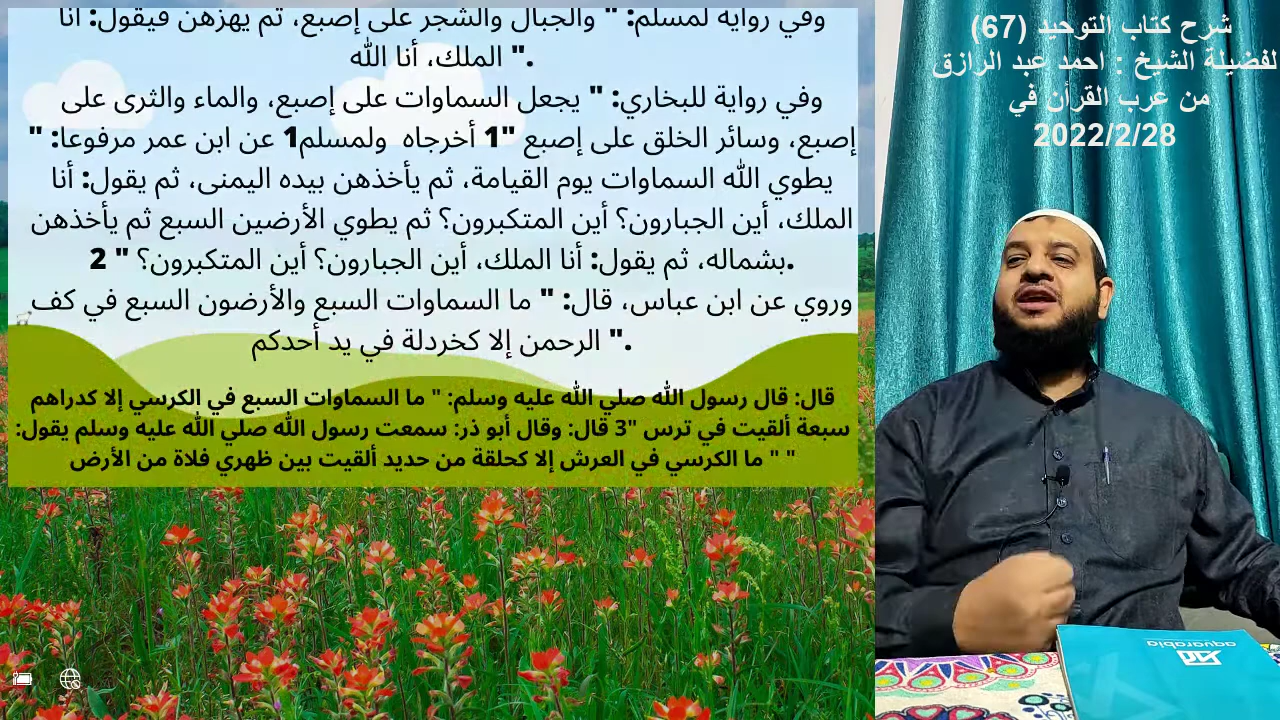 وفي رواية لمسلم: " والجبال والشجر على إصبع، ثم يهزهن فيقول: أنا
الملك، أنا الله ".
وفي رواية للبخاري: " يجعل السماوات على إصبع، والماء والثرى على
إصبع، وسائر الخلق على إصبع "1 أخرجاه ولمسلم1 عن ابن عمر مرفوعا: "
يطوي الله السماوات يوم القيامة، ثم يأخذهن بيده اليمنى، ثم يقول: أنا
الملك، أين الجبارون؟ أين المتكبرون؟ ثم يطوي الأرضين السبع ثم يأخذهن
بشماله، ثم يقول: أنا الملك، أين الجبارون؟ أين المتكبرون؟ " 2.
وروي عن ابن عباس، قال: " ما السماوات السبع والأرضون السبع في كف
الرحمن إلا كخردلة في يد أحدكم ".
قال: قال رسول الله صلي الله عليه وسلم: " ما السماوات السبع في الكرسي إلا كدراهم
سبعة ألقيت في ترس "3 قال: وقال أبو ذر: سمعت رسول الله صلي الله عليه وسلم يقول:
" " ما الكرسي في العرش إلا كحلقة من حديد ألقيت بين ظهري فلاة من الأرض
شرح كتاب التوحيد (67)
لفضيلة الشيخ : احمد عبد الرازق
من غرب القرآن في
2022/2/28
aquarabia